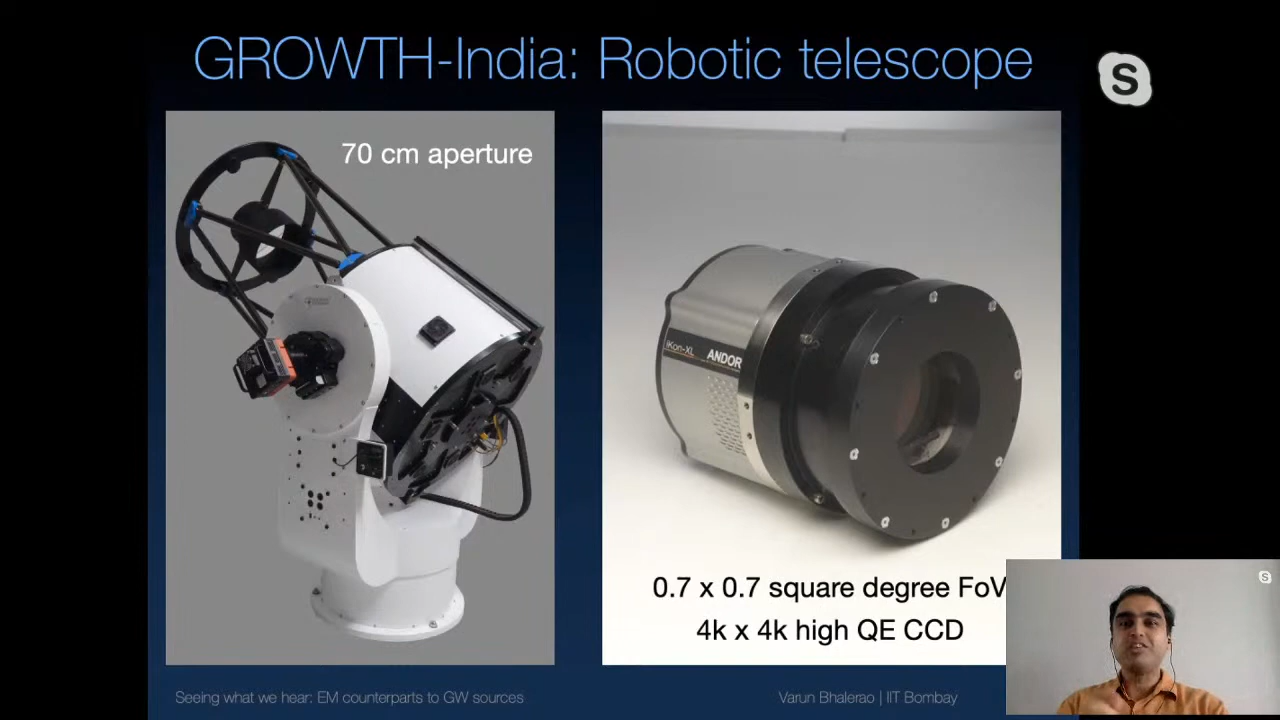 GROWTH-India: Robotic telescope
S
70 cm aperture
iKon-XL
ANDOR
0.7 x 0.7 square degree FoV
4k x 4k high QE CCD
S
Seeing what we hear: EM counterparts to GW sources
Varun Bhalerao | IIT Bombay